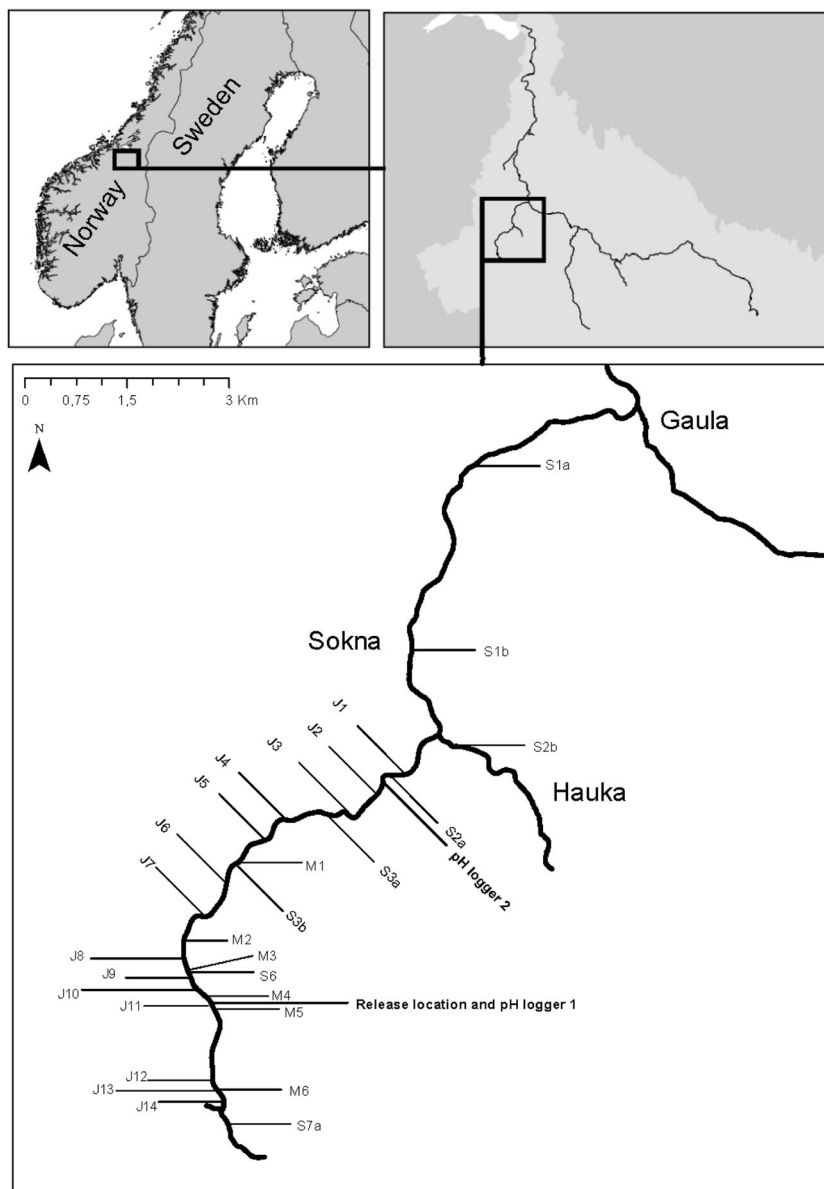 Norway
Sweden
0 0,75 1,5 3 Km
N
Gaula
S1a
Sokna
S1b
S2b
Hauka
J1
J2
J3
J4
J5
J6
J7
S2a
pH logger 2
S3a
M1
S3b
M2
J8
M3
J9
S6
J10
M4
Release location and pH logger 1
J11
M5
J12
J13
M6
J14
S7a